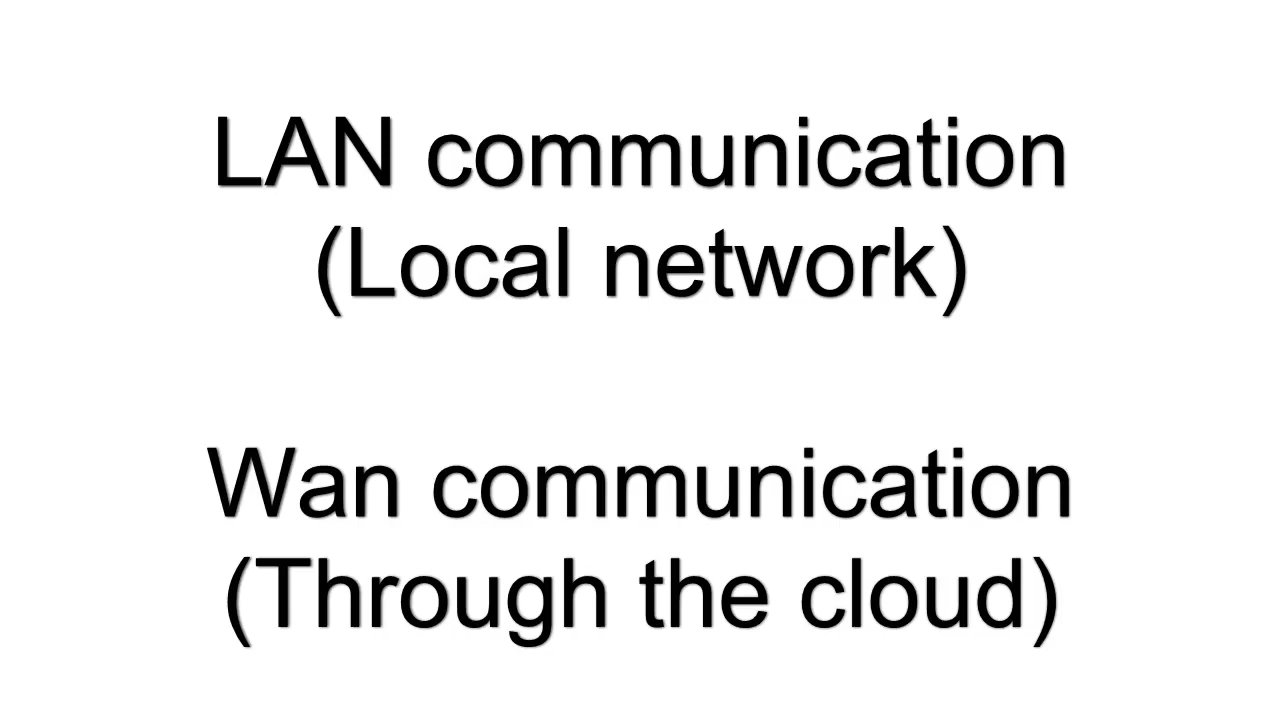 LAN communication
(Local network)
Wan communication
(Through the cloud)